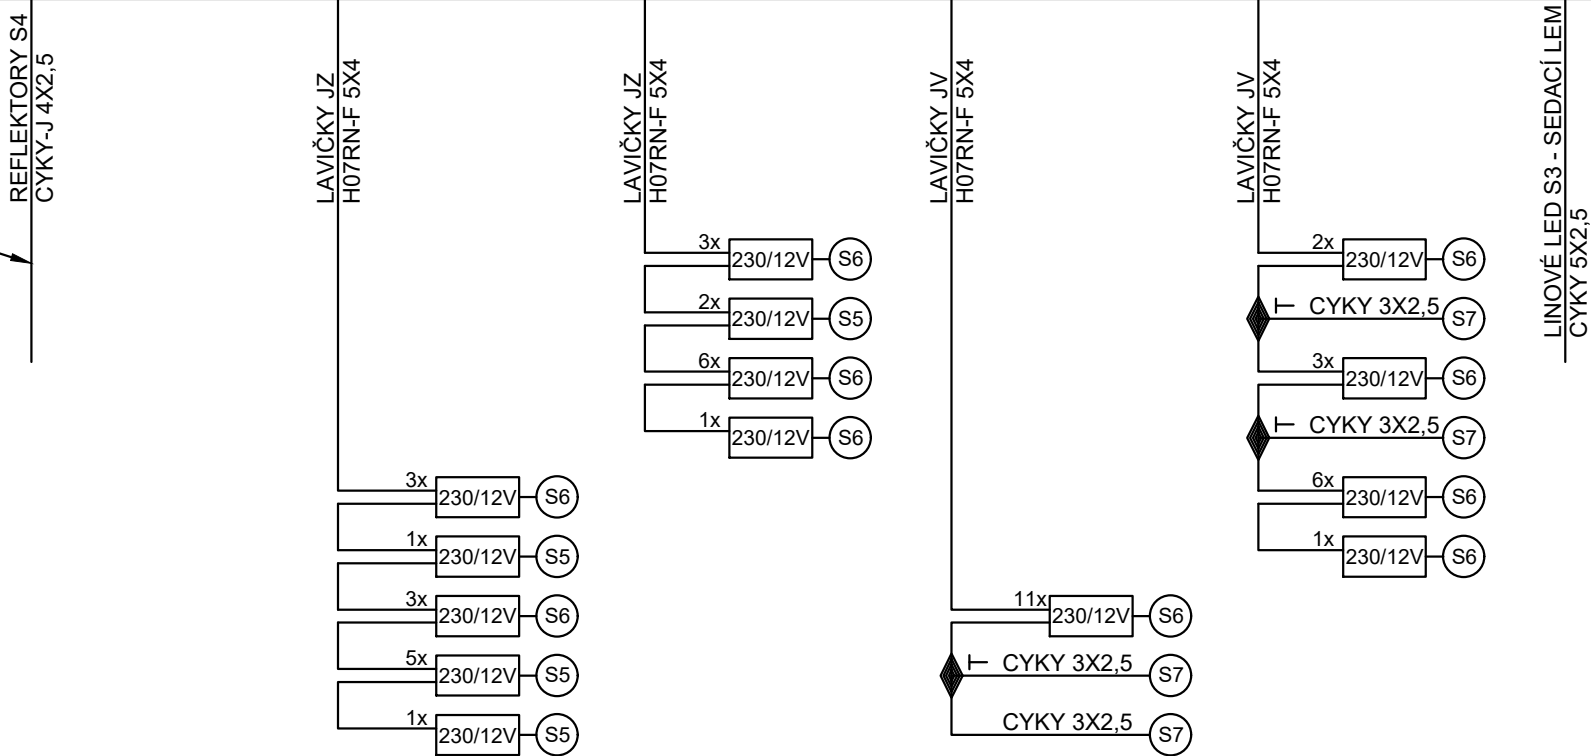 REFLEKTORY S4
CYKY-J 4X2,5
LAVIČKY JZ
H07RN-F 5X4
3x
230/12V
S6
1x
230/12V
S5
3x
230/12V
S6
5x
230/12V
S5
1x
230/12V
S5
LAVIČKY JZ
H07RN-F 5X4
3x
230/12V
S6
2x
230/12V
S5
6x
230/12V
S6
1x
230/12V
S6
LAVIČKY JV
H07RN-F 5X4
11x
230/12V
S6
T
CYKY 3X2,5
S7
CYKY 3X2,5
S7
LAVIČKY JV
H07RN-F 5X4
2x
230/12V
S6
T
CYKY 3X2,5
S7
3x
230/12V
S6
T
CYKY 3X2,5
S7
6x
230/12V
S6
1x
230/12V
S6
LINOVÉ LED S3 - SEDACÍ LEM
CYKY 5X2,5